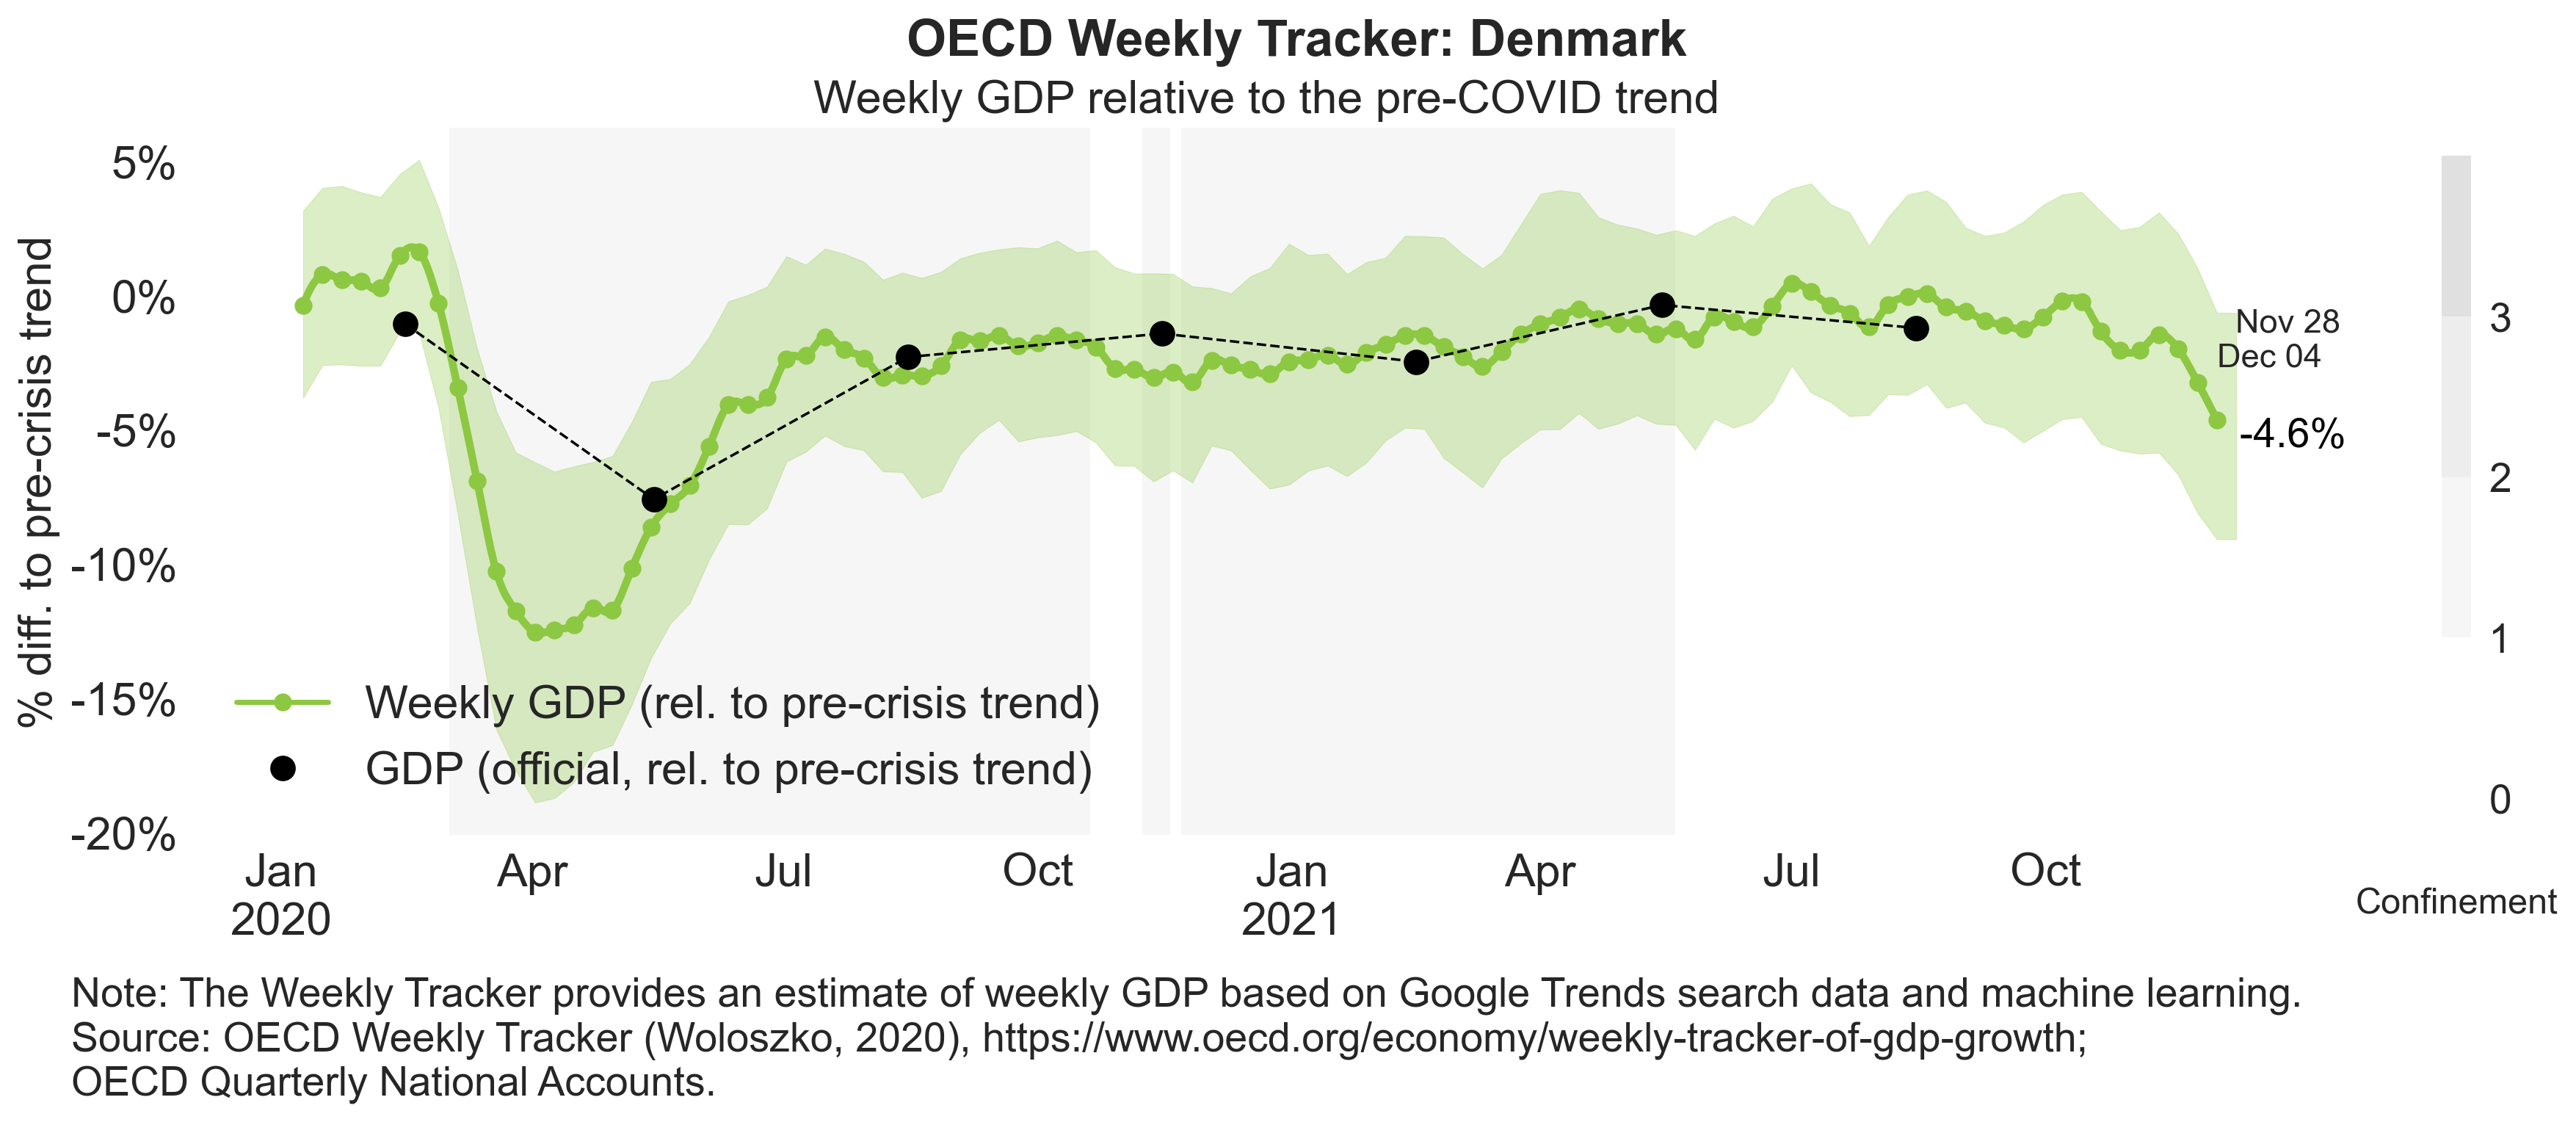 OECD Weekly Tracker: Denmark
Weekly GDP relative to the pre-COVID trend
% diff. to pre-crisis trend
5%
0%
-5%
-10%
-15%
-20%
Nov 28
Dec 04
-4.6%
Weekly GDP (rel. to pre-crisis trend)
GDP (official, rel. to pre-crisis trend)
3
2
1
0
Confinement
Jan Apr Jul Oct Jan Apr Jul Oct
2020 2021
Note: The Weekly Tracker provides an estimate of weekly GDP based on Google Trends search data and machine learning.
Source: OECD Weekly Tracker (Woloszko, 2020), https://www.oecd.org/economy/weekly-tracker-of-gdp-growth;
OECD Quarterly National Accounts.